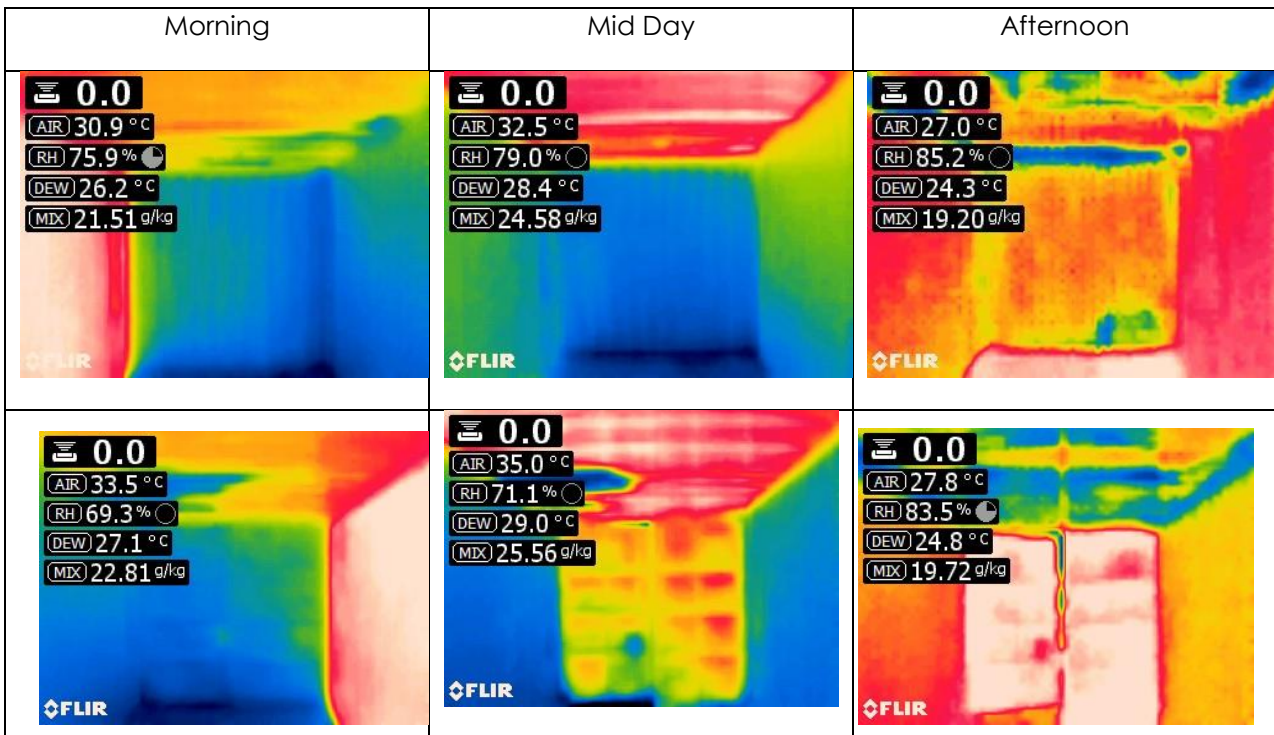 Morning
Mid Day
Afternoon
0.0
AIR 30.9 °C
RH 75.9 %
DEW 26.2 °C
MIX 21.51 g/kg
FLIR
0.0
AIR 32.5 °C
RH 79.0 %
DEW 28.4 °C
MIX 24.58 g/kg
FLIR
0.0
AIR 27.0 °C
RH 85.2 %
DEW 24.3 °C
MIX 19.20 g/kg
FLIR
0.0
AIR 33.5 °C
RH 69.3 %
DEW 27.1 °C
MIX 22.81 g/kg
FLIR
0.0
AIR 35.0 °C
RH 71.1 %
DEW 29.0 °C
MIX 25.56 g/kg
FLIR
0.0
AIR 27.8 °C
RH 83.5 %
DEW 24.8 °C
MIX 19.72 g/kg
FLIR